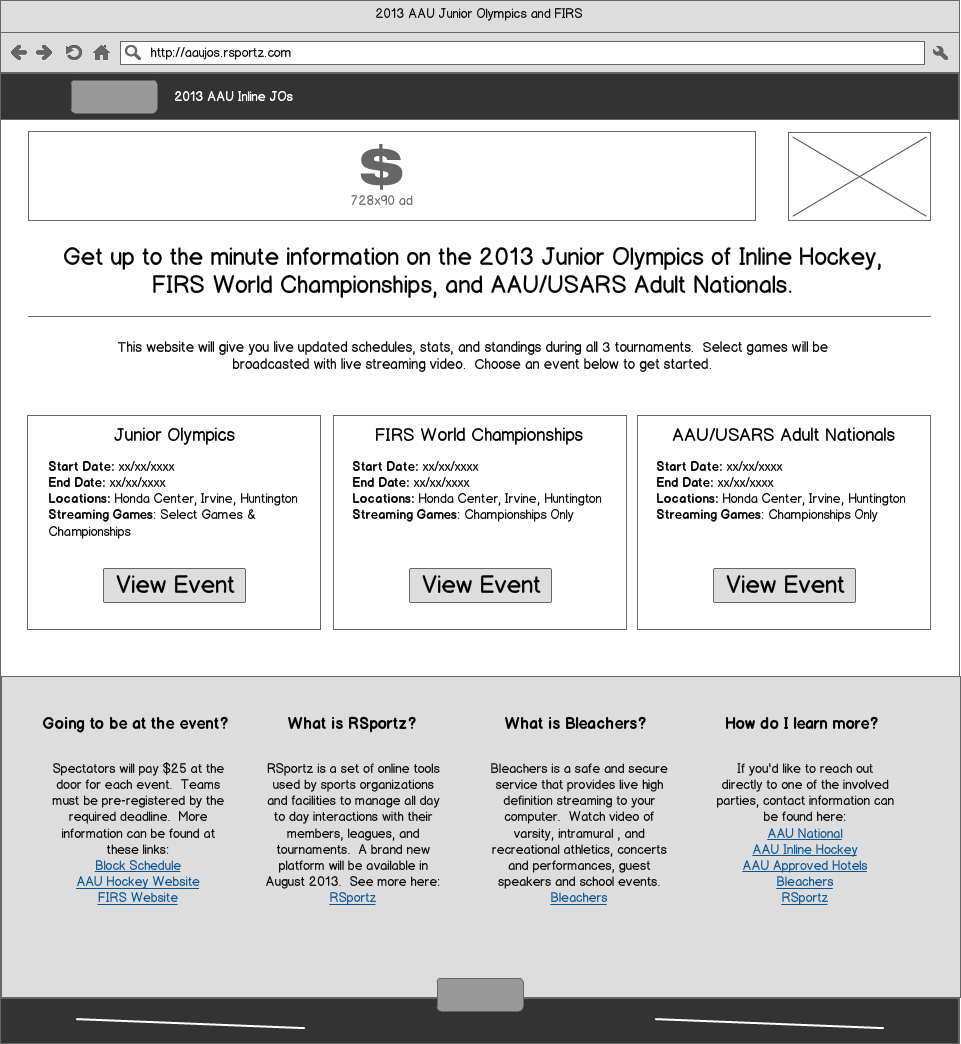 2013 AAU Junior Olympics and FIRS
http://aaujos.rsportz.com
2013 AAU Inline JOs
$
728x90 ad
Get up to the minute information on the 2013 Junior Olympics of Inline Hockey,
FIRS World Championships, and AAU/USARS Adult Nationals.
This website will give you live updated schedules, stats, and standings during all 3 tournaments.  Select games will be
broadcasted with live streaming video.  Choose an event below to get started.
Junior Olympics
Start Date: xx/xx/xxxx
End Date: xx/xx/xxxx
Locations: Honda Center, Irvine, Huntington
Streaming Games: Select Games &
Championships
View Event
FIRS World Championships
Start Date: xx/xx/xxxx
End Date: xx/xx/xxxx
Locations: Honda Center, Irvine, Huntington
Streaming Games: Championships Only
View Event
AAU/USARS Adult Nationals
Start Date: xx/xx/xxxx
End Date: xx/xx/xxxx
Locations: Honda Center, Irvine, Huntington
Streaming Games: Championships Only
View Event
Going to be at the event?
Spectators will pay $25 at the
door for each event.  Teams
must be pre-registered by the
required deadline.  More
information can be found at
these links:
Block Schedule
AAU Hockey Website
FIRS Website
What is RSportz?
RSportz is a set of online tools
used by sports organizations
and facilities to manage all day
to day interactions with their
members, leagues, and
tournaments.  A brand new
platform will be available in
August 2013.  See more here:
RSportz
What is Bleachers?
Bleachers is a safe and secure
service that provides live high
definition streaming to your
computer.  Watch video of
varsity, intramural , and
recreational athletics, concerts
and performances, guest
speakers and school events.
Bleachers
How do I learn more?
If you'd like to reach out
directly to one of the involved
parties, contact information can
be found here:
AAU National
AAU Inline Hockey
AAU Approved Hotels
Bleachers
RSportz